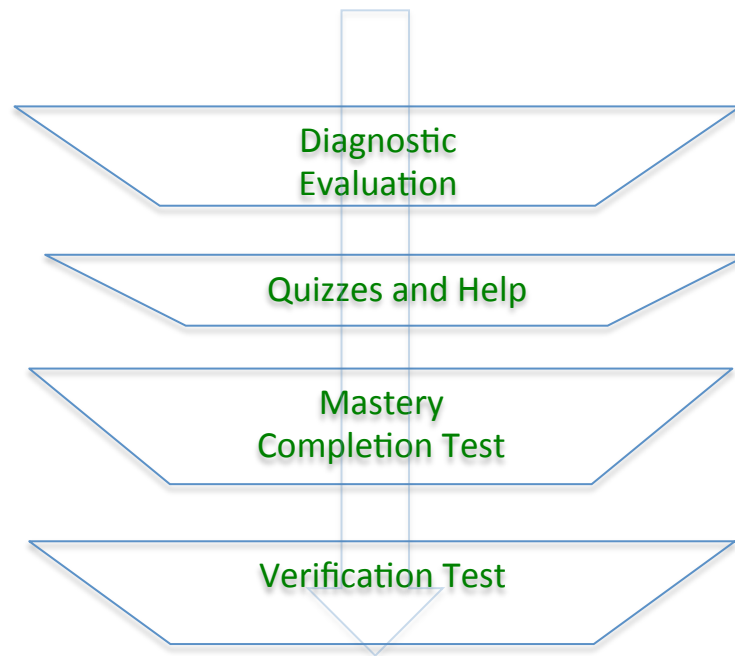 Diagnostic
Evaluation
Quizzes and Help
Mastery
Completion Test
Verification Test